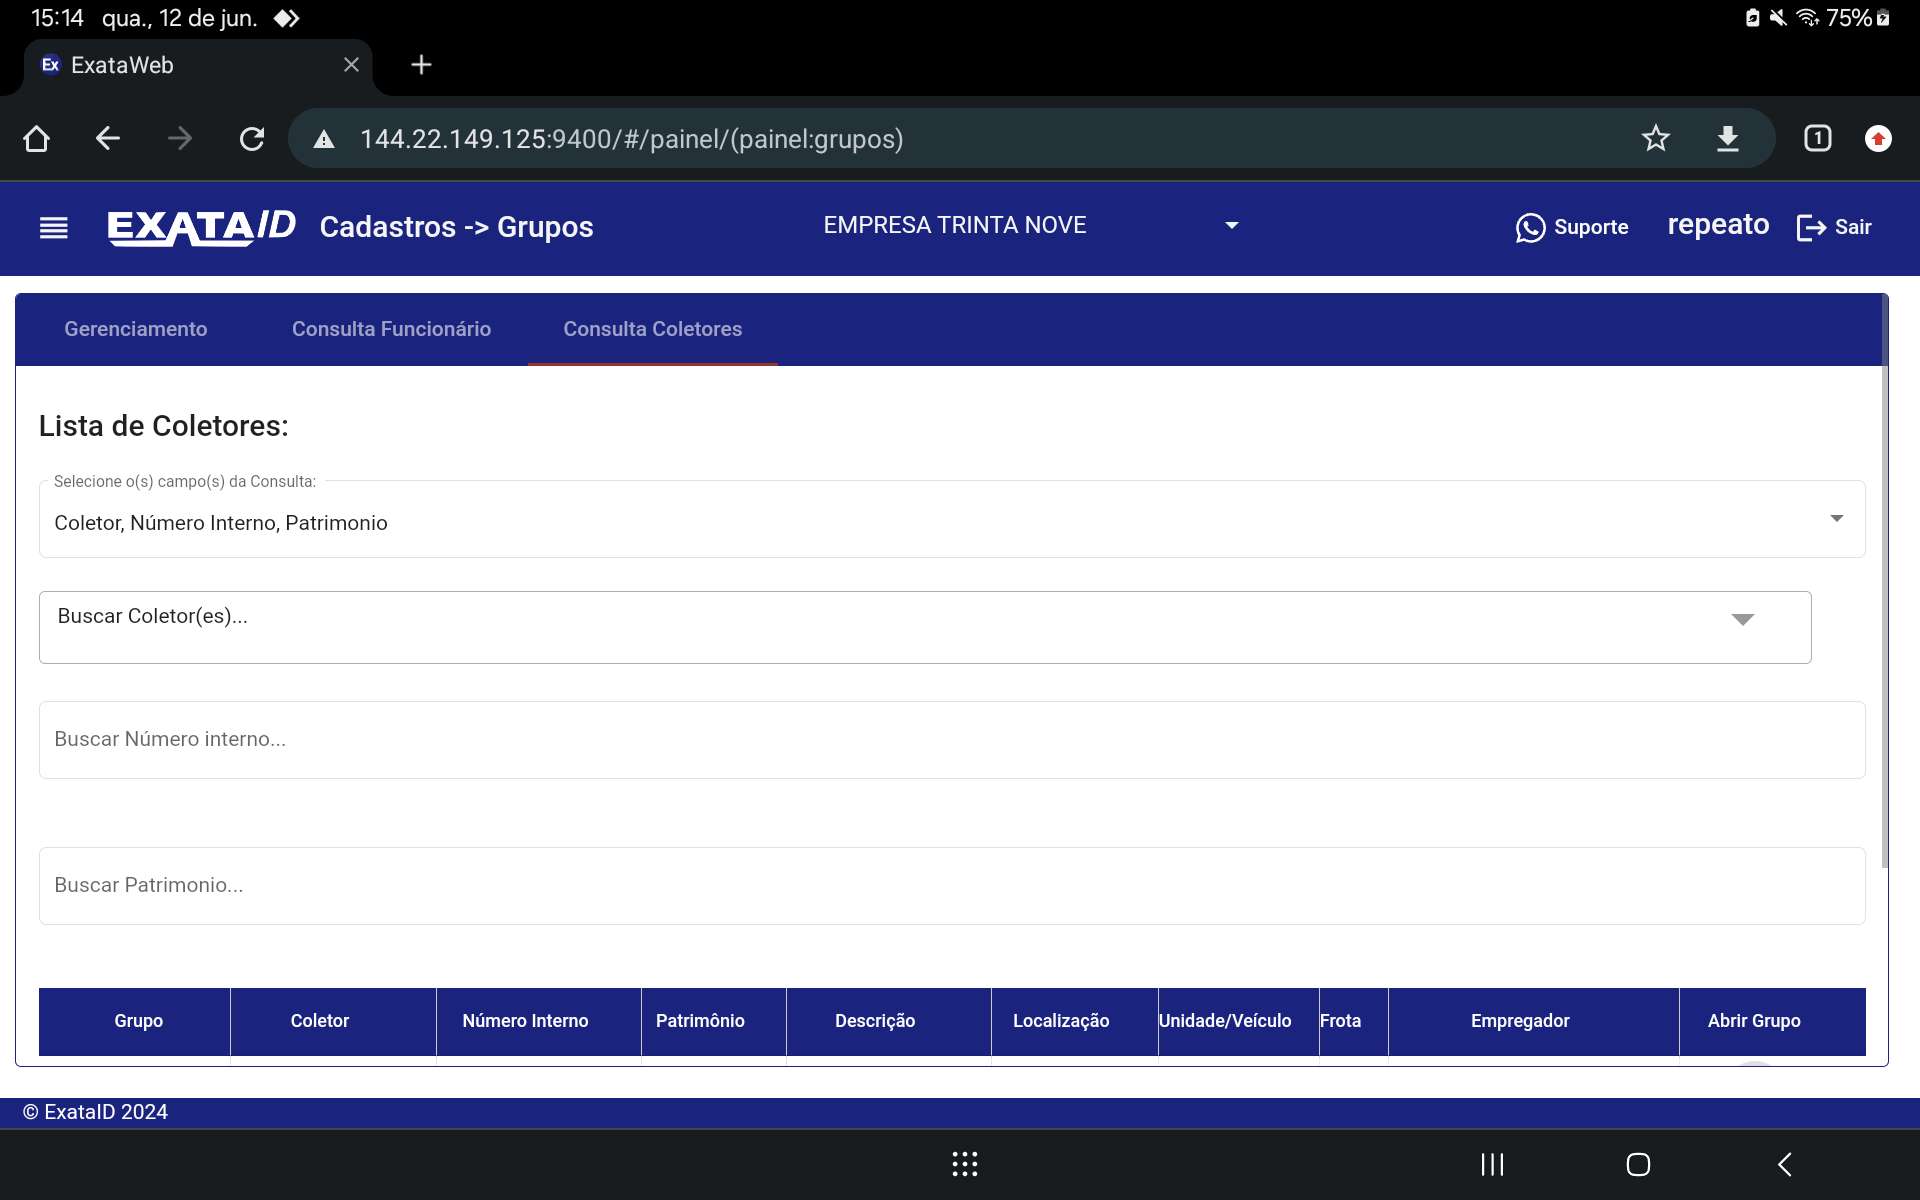 15:14 qua., 12 de jun. 75%
Ex ExataWeb
144.22.149.125:9400/#/painel/(painel:grupos) 1
EXATAID Cadastros -> Grupos EMPRESA TRINTA NOVE Suporte repeato Sair
Gerenciamento Consulta Funcionário Consulta Coletores
Lista de Coletores:
Selecione o(s) campo(s) da Consulta:
Coletor, Número Interno, Patrimonio
Buscar Coletor(es)...
Buscar Número interno...
Buscar Patrimonio...
Grupo Coletor Número Interno Patrimônio Descrição Localização Unidade/Veículo Frota Empregador Abrir Grupo
© ExataID 2024